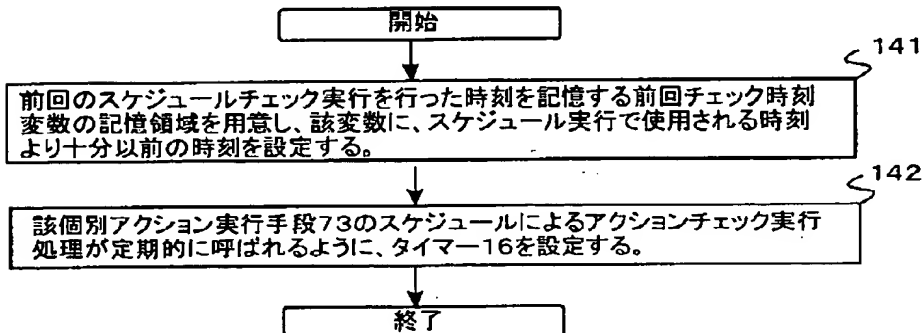 開始
141
前回のスケジュールチェック実行を行った時刻を記憶する前回チェック時刻
変数の記憶領域を用意し、該変数に、スケジュール実行で使用される時刻
より十分以前の時刻を設定する。
142
該個別アクション実行手段73のスケジュールによるアクションチェック実行
処理が定期的に呼ばれるように、タイマー16を設定する。
終了